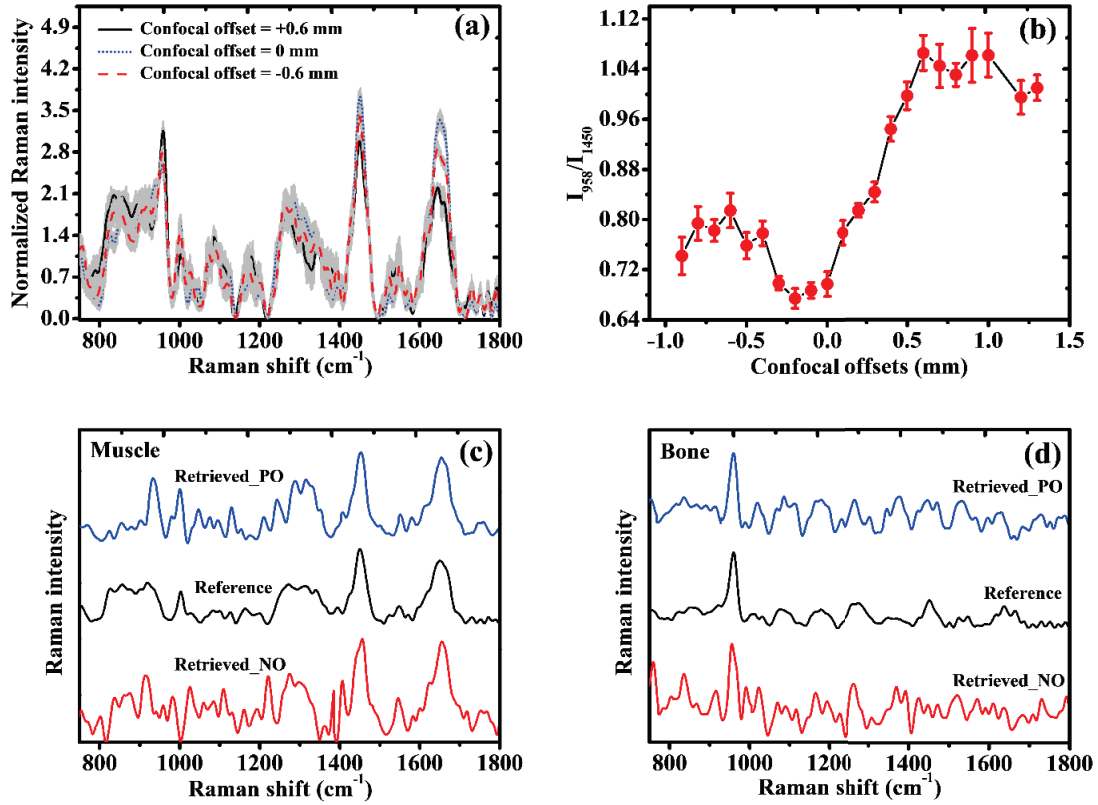 (a)
Confocal offset = +0.6 mm
Confocal offset = 0 mm
Confocal offset = -0.6 mm
Normalized Raman intensity
4.9
4.2
3.5
2.8
2.1
1.4
0.7
0.0
800 1000 1200 1400 1600 1800
Raman shift (cm⁻¹)
(b)
I₉₅₈/I₁₄₅₀
1.12
1.04
0.96
0.88
0.80
0.72
0.64
-1.0 -0.5 0.0 0.5 1.0 1.5
Confocal offsets (mm)
Muscle
(c)
Retrieved_PO
Reference
Retrieved_NO
Raman intensity
800 1000 1200 1400 1600 1800
Raman shift (cm⁻¹)
Bone
(d)
Retrieved_PO
Reference
Retrieved_NO
Raman intensity
800 1000 1200 1400 1600 1800
Raman shift (cm⁻¹)